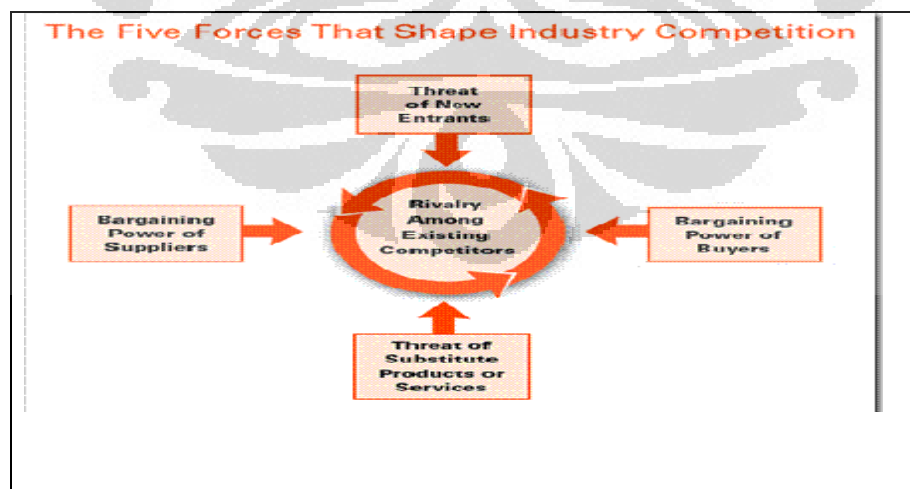 The Five Forces That Shape Industry Competition
Threat
of New
Entrants
Bargaining
Power of
Suppliers
Rivalry
Among
Existing
Competitors
Bargaining
Power of
Buyers
Threat of
Substitute
Products or
Services